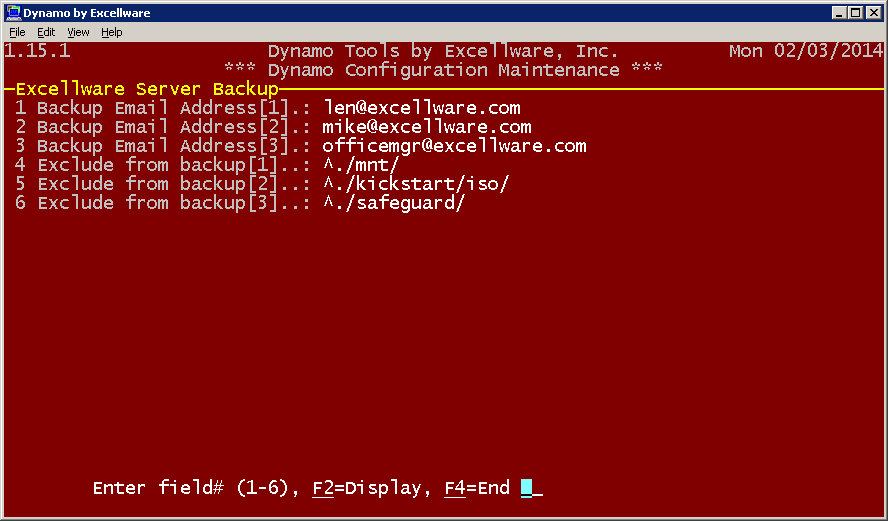 Dynamo by Excellware
File Edit View Help
1.15.1 Dynamo Tools by Excellware, Inc. Mon 02/03/2014
*** Dynamo Configuration Maintenance ***
Excellware Server Backup
1 Backup Email Address[1].: len@excellware.com
2 Backup Email Address[2].: mike@excellware.com
3 Backup Email Address[3].: officemgr@excellware.com
4 Exclude from backup[1]..: ^./mnt/
5 Exclude from backup[2]..: ^./kickstart/iso/
6 Exclude from backup[3]..: ^./safeguard/
Enter field# (1-6), F2=Display, F4=End _